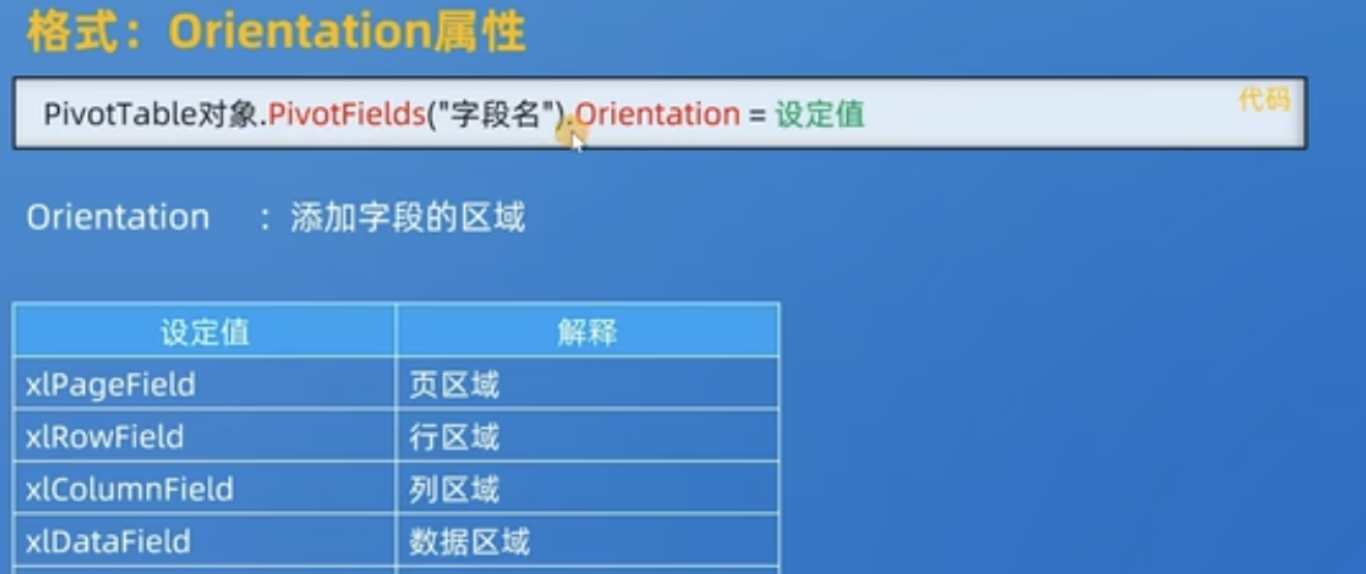 格式：Orientation属性
代码
PivotTable对象.PivotFields("字段名").Orientation = 设定值
Orientation ：添加字段的区域
设定值 解释
xlPageField 页区域
xlRowField 行区域
xlColumnField 列区域
xlDataField 数据区域